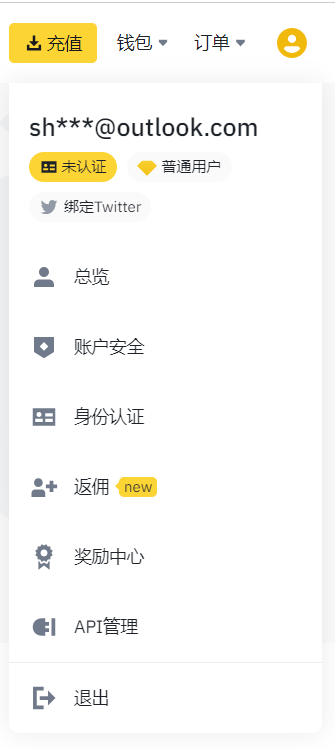 充值 钱包 订单
sh***@outlook.com
未认证 普通用户
绑定Twitter
总览
账户安全
身份认证
返佣 new
奖励中心
API管理
退出